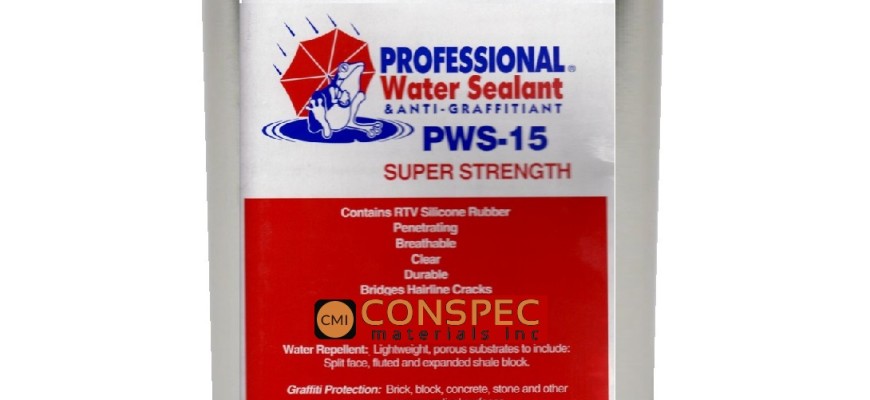 PROFESSIONAL®
Water Sealant
& ANTI-GRAFFITIANT
PWS-15
SUPER STRENGTH
Contains RTV Silicone Rubber
Penetrating
Breathable
Clear
Durable
Bridges Hairline Cracks
CMI CONSPEC
materials Inc
Water Repellent: Lightweight, porous substrates to include:
Split face, fluted and expanded shale block.
Graffiti Protection: Brick, block, concrete, stone and other